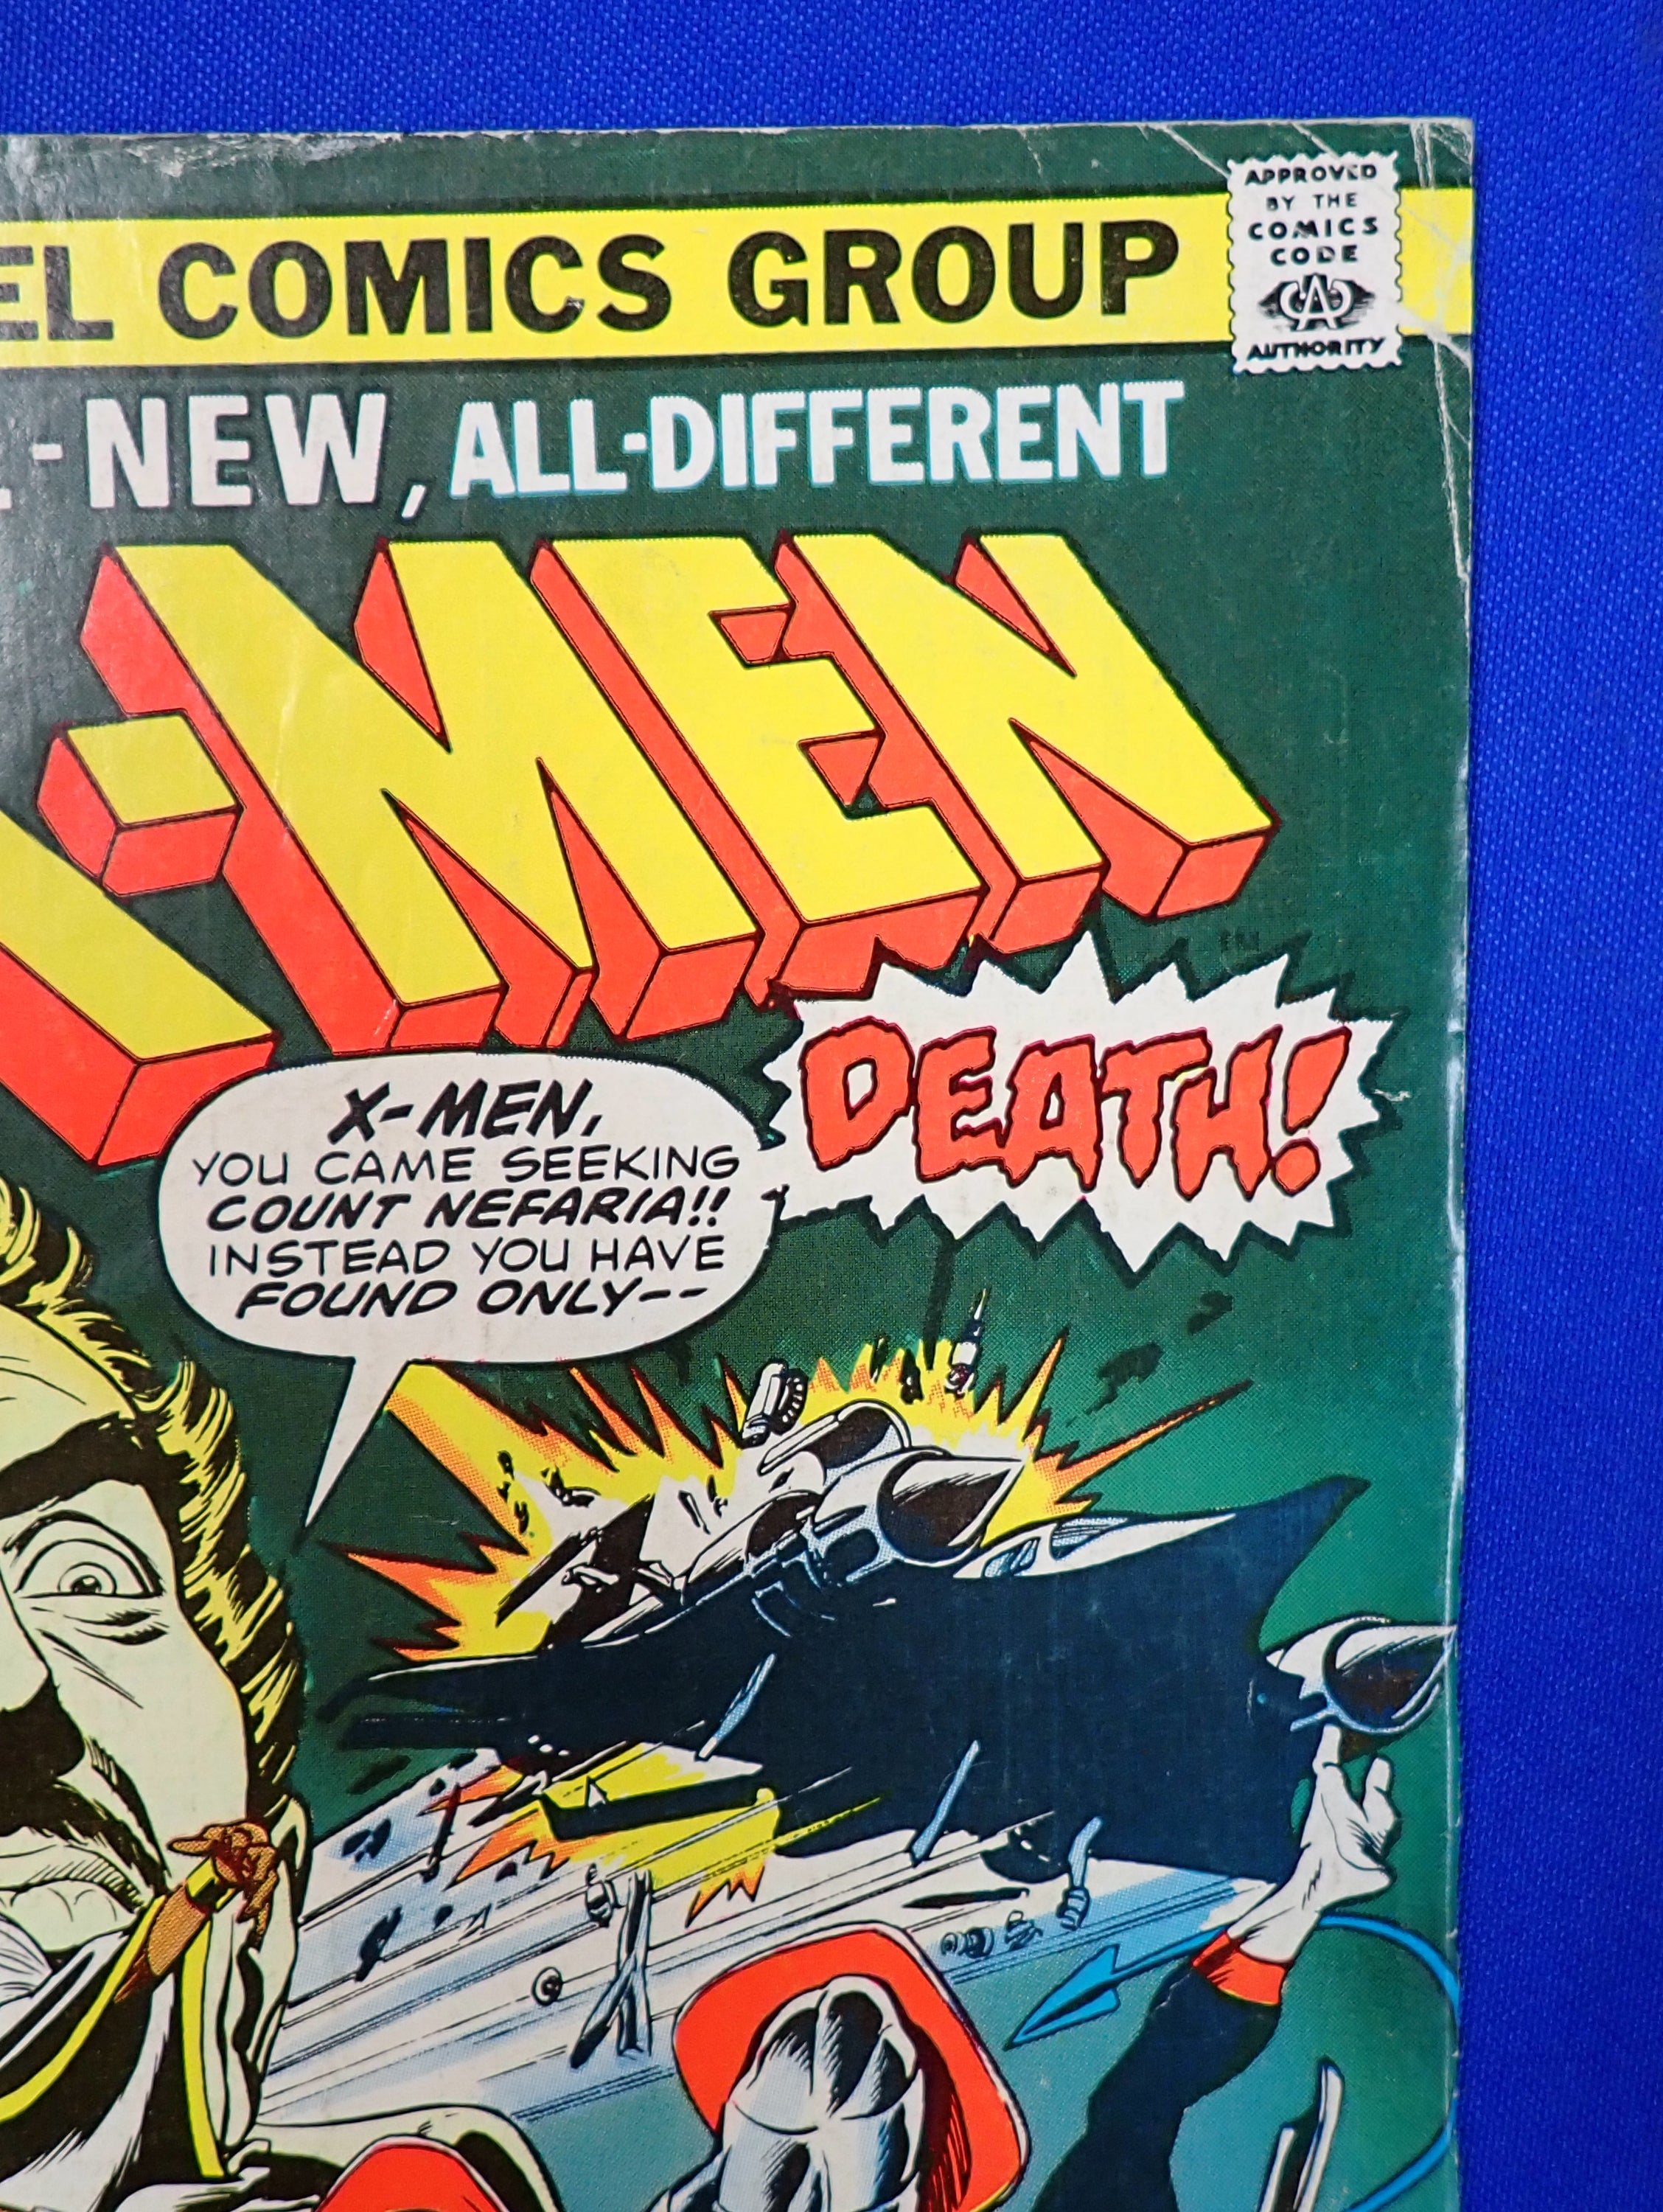 EL COMICS GROUP
APPROVED
BY THE
COMICS
CODE
CA
AUTHORITY
-NEW, ALL-DIFFERENT
X-MEN
X-MEN,
YOU CAME SEEKING
COUNT NEFARIA!!
INSTEAD YOU HAVE
FOUND ONLY--
DEATH!